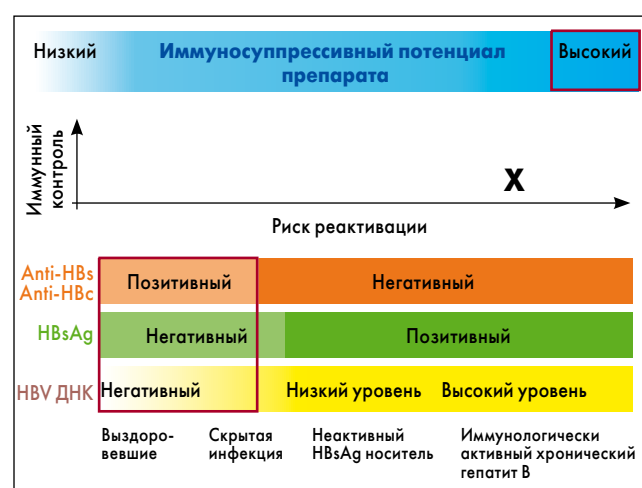 Низкий
Иммуносуппрессивный потенциал
препарата
Высокий
Иммунный
контроль
X
Риск реактивации
Anti-HBs
Anti-HBc
Позитивный
Негативный
HBsAg
Негативный
Позитивный
HBV ДНК
Негативный
Низкий уровень
Высокий уровень
Выздоро-
вевшие
Скрытая
инфекция
Неактивный
HBsAg носитель
Иммунологически
активный хронический
гепатит В